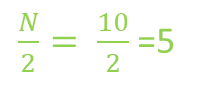 N/2 = 10/2 =5